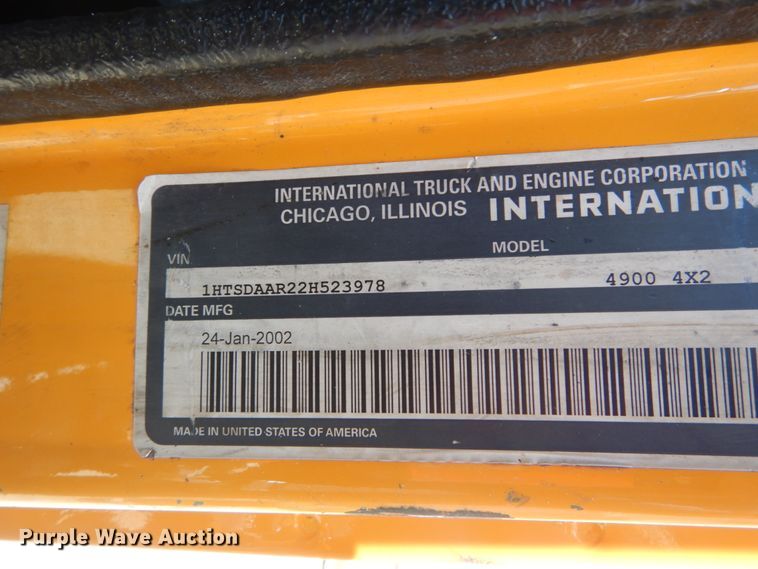 INTERNATIONAL TRUCK AND ENGINE CORPORATION
CHICAGO, ILLINOIS INTERNATION
VIN MODEL
1HTSDAAR22H523978 4900 4X2
DATE MFG
24-Jan-2002
MADE IN UNITED STATES OF AMERICA
Purple Wave Auction